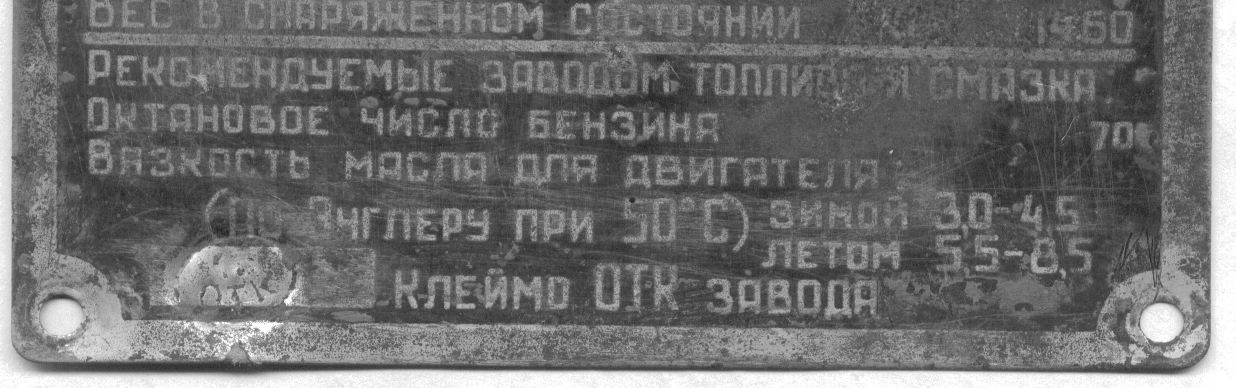 ВЕС В СНАРЯЖЕННОМ СОСТОЯНИИ 1460
РЕКОМЕНДУЕМЫЕ ЗАВОДОМ ТОПЛИВО И СМАЗКА
ОКТАНОВОЕ ЧИСЛО БЕНЗИНА 70
ВЯЗКОСТЬ МАСЛА ДЛЯ ДВИГАТЕЛЯ
(ПО ЭНГЛЕРУ ПРИ 50°С) ЗИМОЙ 3,0-4,5
ЛЕТОМ 5,5-8,5
КЛЕЙМО ОТК ЗАВОДА